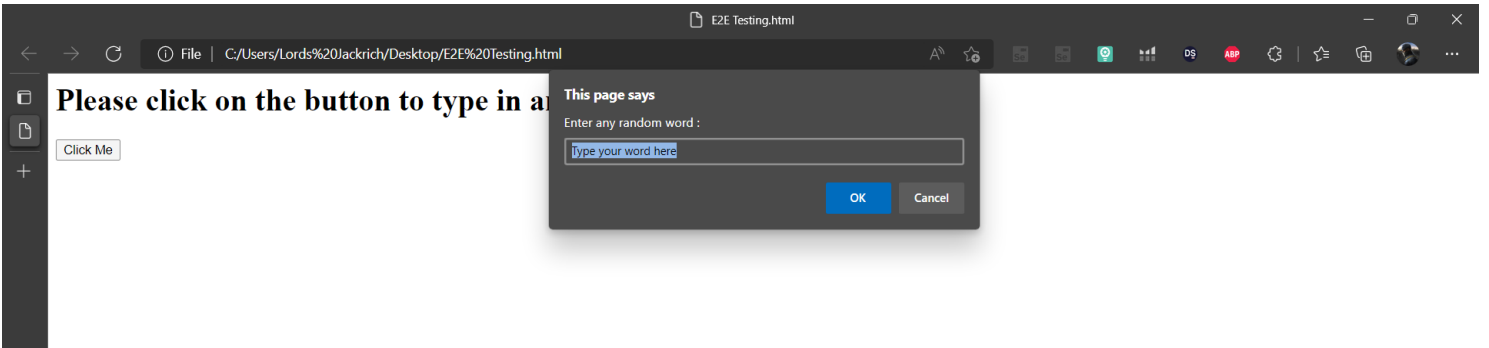 E2E Testing.html
File | C:/Users/Lords%20Jackrich/Desktop/E2E%20Testing.html
DS
ABP
This page says
Please click on the button to type in
Enter any random word :
Click Me
Type your word here
OK Cancel